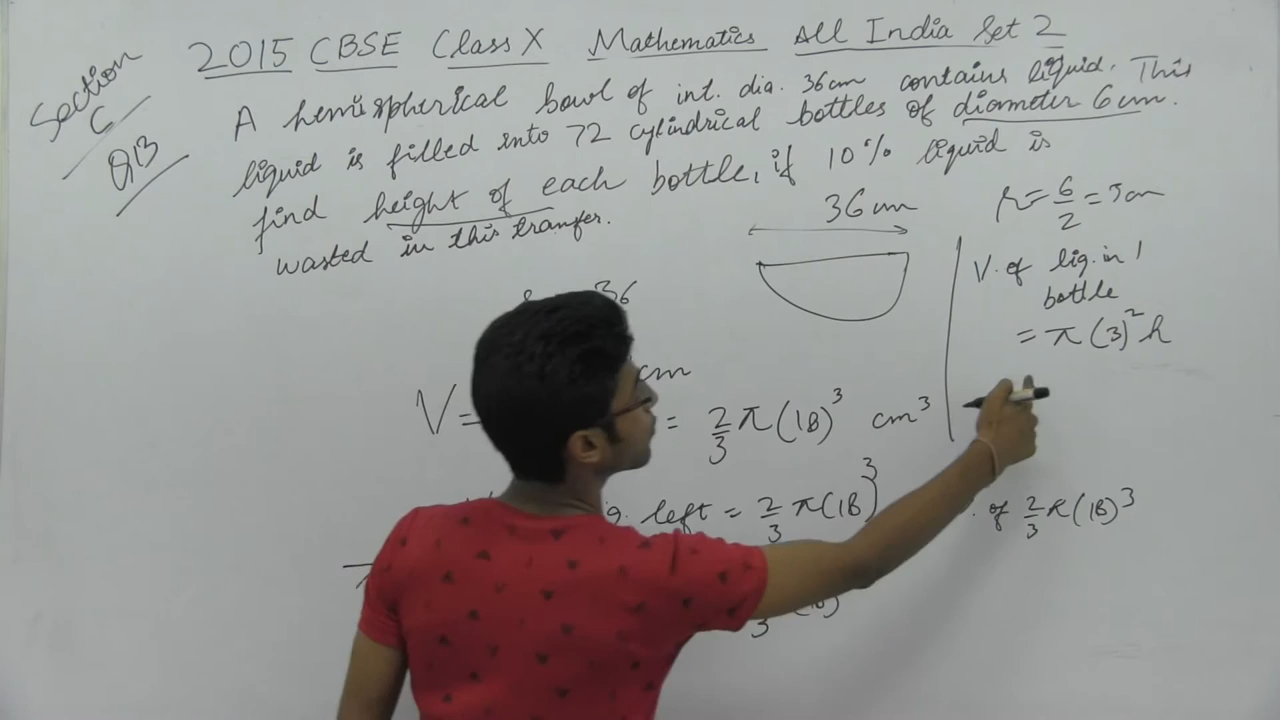 2015 CBSE Class X Mathematics All India Set 2
Section
C
Q13
A hemispherical bowl of int. dia. 36cm contains liquid. This
liquid is filled into 72 cylindrical bottles of diameter 6cm.
find height of each bottle, if 10% liquid is
wasted in this transfer.
36cm
r = 6/2 = 3cm
V. of liq. in 1
bottle
= π(3)²h
36
cm
V = = 2/3 π(18)³ cm³
left = 2/3 π(18)³
of 2/3 π(18)³
3